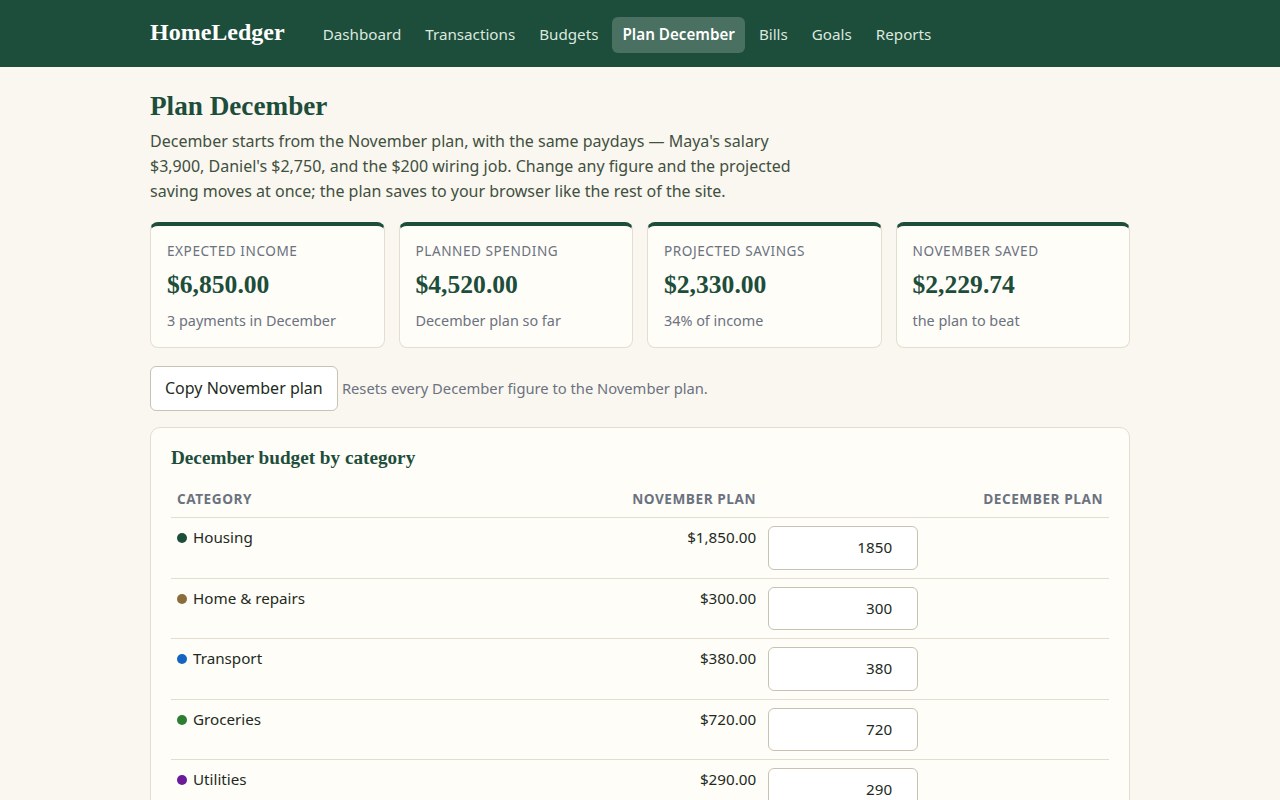 HomeLedger Dashboard Transactions Budgets Plan December Bills Goals Reports
Plan December
December starts from the November plan, with the same paydays — Maya's salary
$3,900, Daniel's $2,750, and the $200 wiring job. Change any figure and the projected
saving moves at once; the plan saves to your browser like the rest of the site.
EXPECTED INCOME PLANNED SPENDING PROJECTED SAVINGS NOVEMBER SAVED
$6,850.00 $4,520.00 $2,330.00 $2,229.74
3 payments in December December plan so far 34% of income the plan to beat
Copy November plan Resets every December figure to the November plan.
December budget by category
CATEGORY NOVEMBER PLAN DECEMBER PLAN
Housing $1,850.00 1850
Home & repairs $300.00 300
Transport $380.00 380
Groceries $720.00 720
Utilities $290.00 290